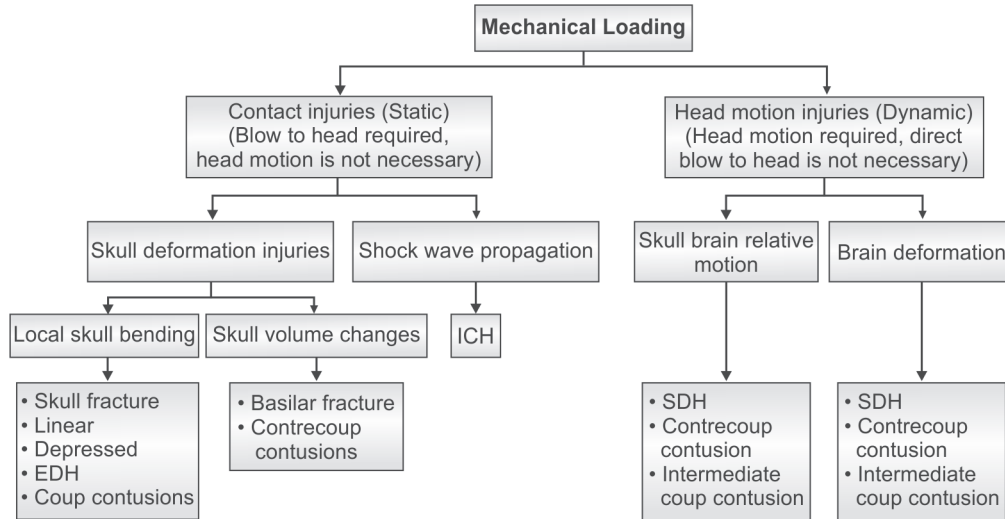 Mechanical Loading
Contact injuries (Static)
(Blow to head required,
head motion is not necessary)
Head motion injuries (Dynamic)
(Head motion required, direct
blow to head is not necessary)
Skull deformation injuries
Shock wave propagation
Skull brain relative
motion
Brain deformation
Local skull bending
Skull volume changes
ICH
• Skull fracture
• Linear
• Depressed
• EDH
• Coup contusions
• Basilar fracture
• Contrecoup
contusions
• SDH
• Contrecoup
contusion
• Intermediate
coup contusion
• SDH
• Contrecoup
contusion
• Intermediate
coup contusion